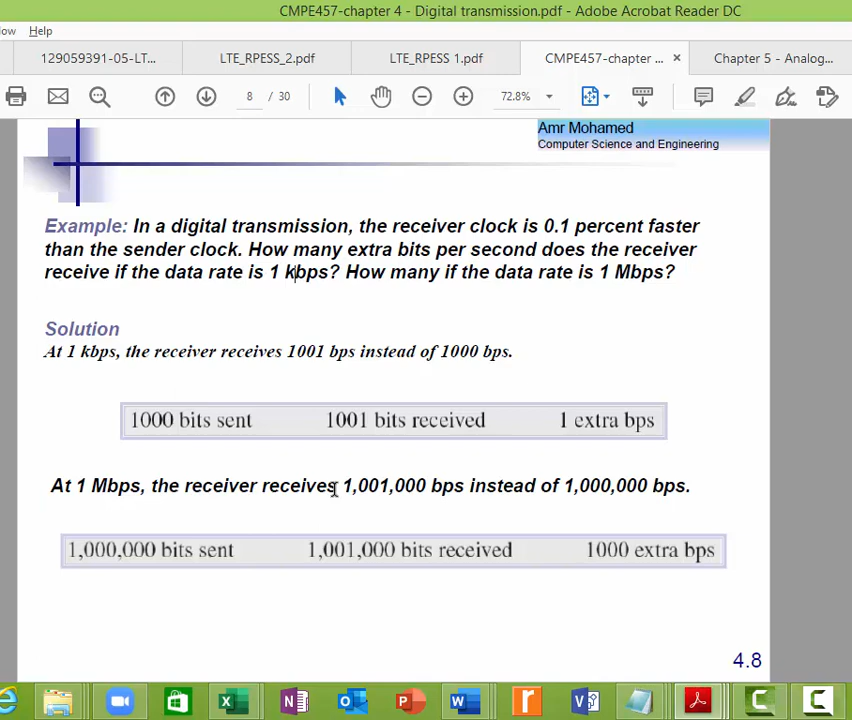 CMPE457-chapter 4 - Digital transmission.pdf - Adobe Acrobat Reader DC
Help
129059391-05-LT...
LTE_RPESS_2.pdf
LTE_RPESS 1.pdf
CMPE457-chapter ...
Chapter 5 - Analog...
8 / 30
72.8%
Amr Mohamed
Computer Science and Engineering
Example: In a digital transmission, the receiver clock is 0.1 percent faster
than the sender clock. How many extra bits per second does the receiver
receive if the data rate is 1 kbps? How many if the data rate is 1 Mbps?
Solution
At 1 kbps, the receiver receives 1001 bps instead of 1000 bps.
1000 bits sent 1001 bits received 1 extra bps
At 1 Mbps, the receiver receives 1,001,000 bps instead of 1,000,000 bps.
1,000,000 bits sent 1,001,000 bits received 1000 extra bps
4.8